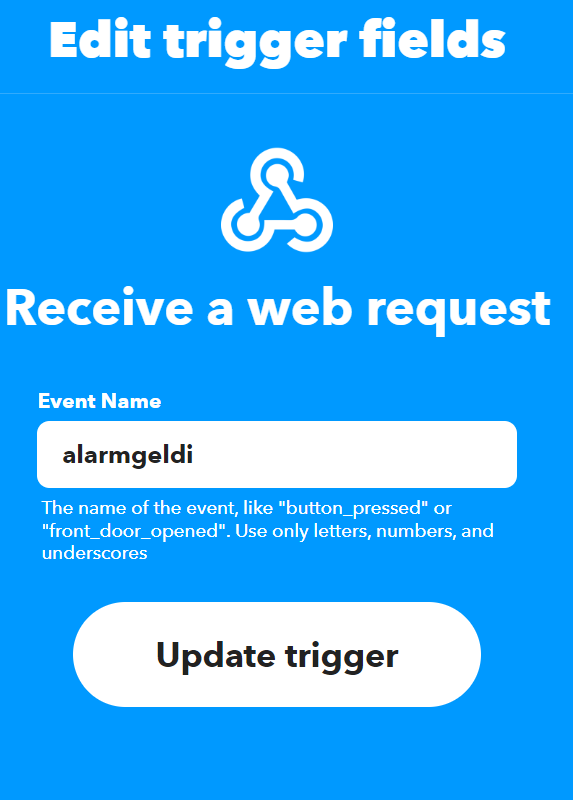 Edit trigger fields
Receive a web request
Event Name
alarmgeldi
The name of the event, like "button_pressed" or
"front_door_opened". Use only letters, numbers, and
underscores
Update trigger